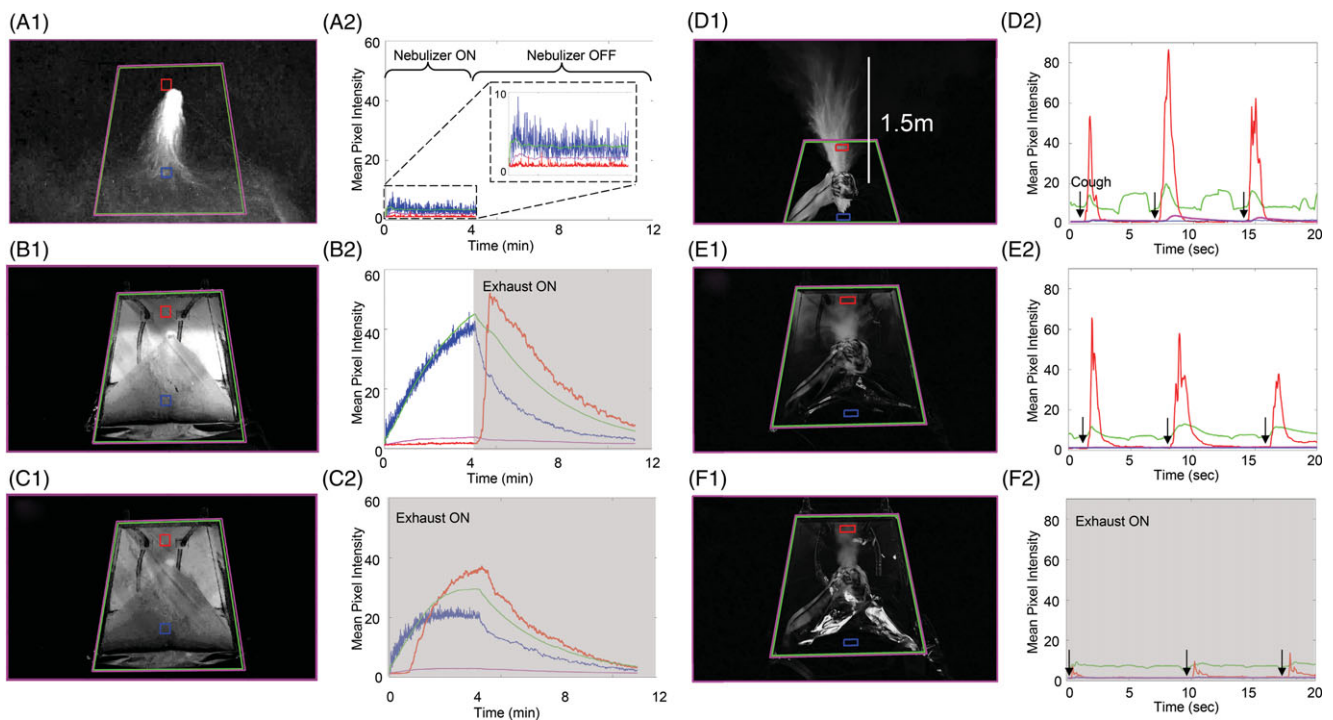 (A1)
(A2)
Mean Pixel Intensity
60
40
20
0
Nebulizer ON
Nebulizer OFF
10
0
0
4
8
12
Time (min)
(D1)
1.5m
(D2)
Mean Pixel Intensity
80
60
40
20
0
Cough
0
5
10
15
20
Time (sec)
(B1)
(B2)
Mean Pixel Intensity
60
40
20
0
Exhaust ON
0
4
8
12
Time (min)
(E1)
(E2)
Mean Pixel Intensity
80
60
40
20
0
0
5
10
15
20
Time (sec)
(C1)
(C2)
Mean Pixel Intensity
60
40
20
0
Exhaust ON
0
4
8
12
Time (min)
(F1)
(F2)
Mean Pixel Intensity
80
60
40
20
0
Exhaust ON
0
5
10
15
20
Time (sec)